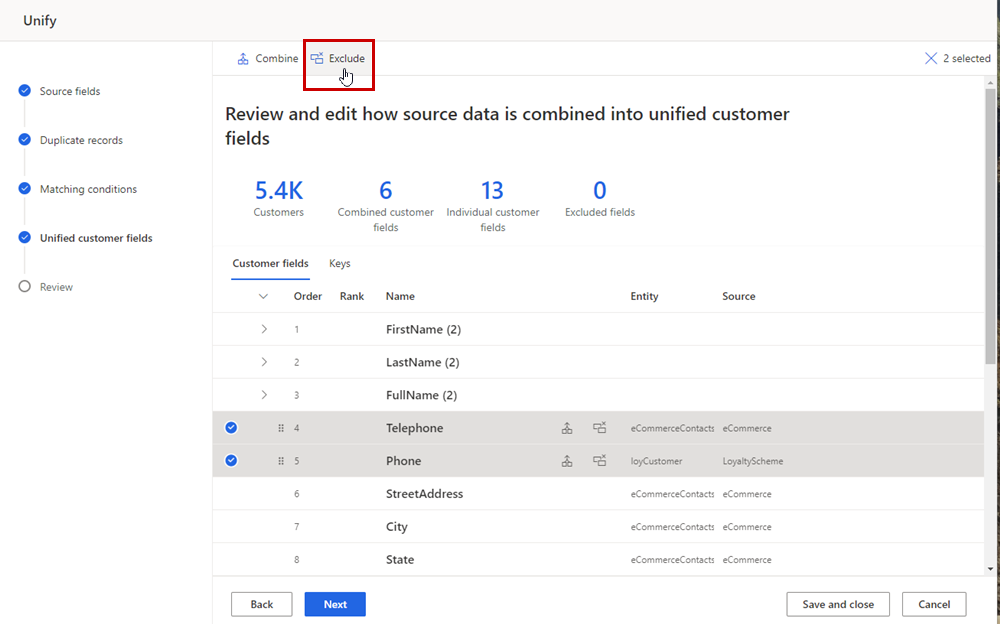 Unify
Combine Exclude 2 selected
Source fields
Duplicate records
Matching conditions
Unified customer fields
Review
Review and edit how source data is combined into unified customer
fields
5.4K 6 13 0
Customers Combined customer Individual customer Excluded fields
fields fields
Customer fields Keys
Order Rank Name Entity Source
1 FirstName (2)
2 LastName (2)
3 FullName (2)
4 Telephone eCommerceContacts eCommerce
5 Phone loyCustomer LoyaltyScheme
6 StreetAddress eCommerceContacts eCommerce
7 City eCommerceContacts eCommerce
8 State eCommerceContacts eCommerce
Back Next Save and close Cancel